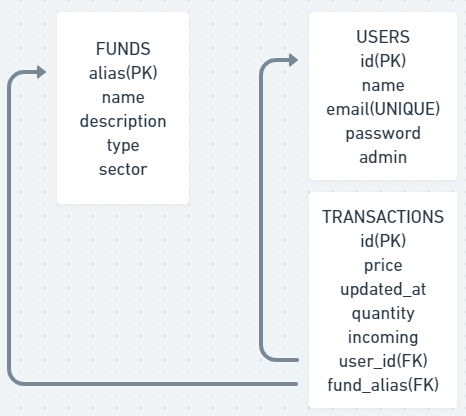 FUNDS
alias(PK)
name
description
type
sector
USERS
id(PK)
name
email(UNIQUE)
password
admin
TRANSACTIONS
id(PK)
price
updated_at
quantity
incoming
user_id(FK)
fund_alias(FK)